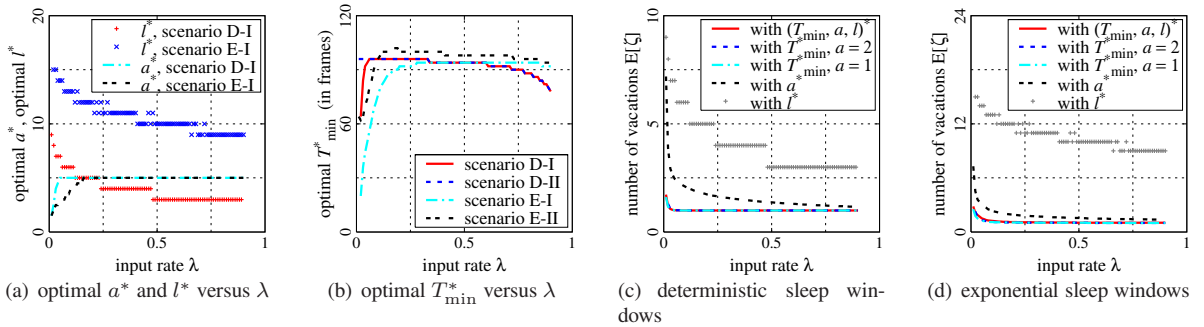 optimal a*, optimal l*
20
10
0
0
0.5
1
input rate λ
l*, scenario D-I
l*, scenario E-I
a*, scenario D-I
a*, scenario E-I
(a) optimal a* and l* versus λ
optimal T*min (in frames)
120
60
0
0
0.5
1
input rate λ
scenario D-I
scenario D-II
scenario E-I
scenario E-II
(b) optimal T*min versus λ
number of vacations E[ζ]
10
5
0
0
0.5
1
input rate λ
with (Tmin, a, l)*
with T*min, a = 2
with T*min, a = 1
with a*
with l*
(c) deterministic sleep win-
dows
number of vacations E[ζ]
24
12
0
0
0.5
1
input rate λ
with (Tmin, a, l)*
with T*min, a = 2
with T*min, a = 1
with a*
with l*
(d) exponential sleep windows